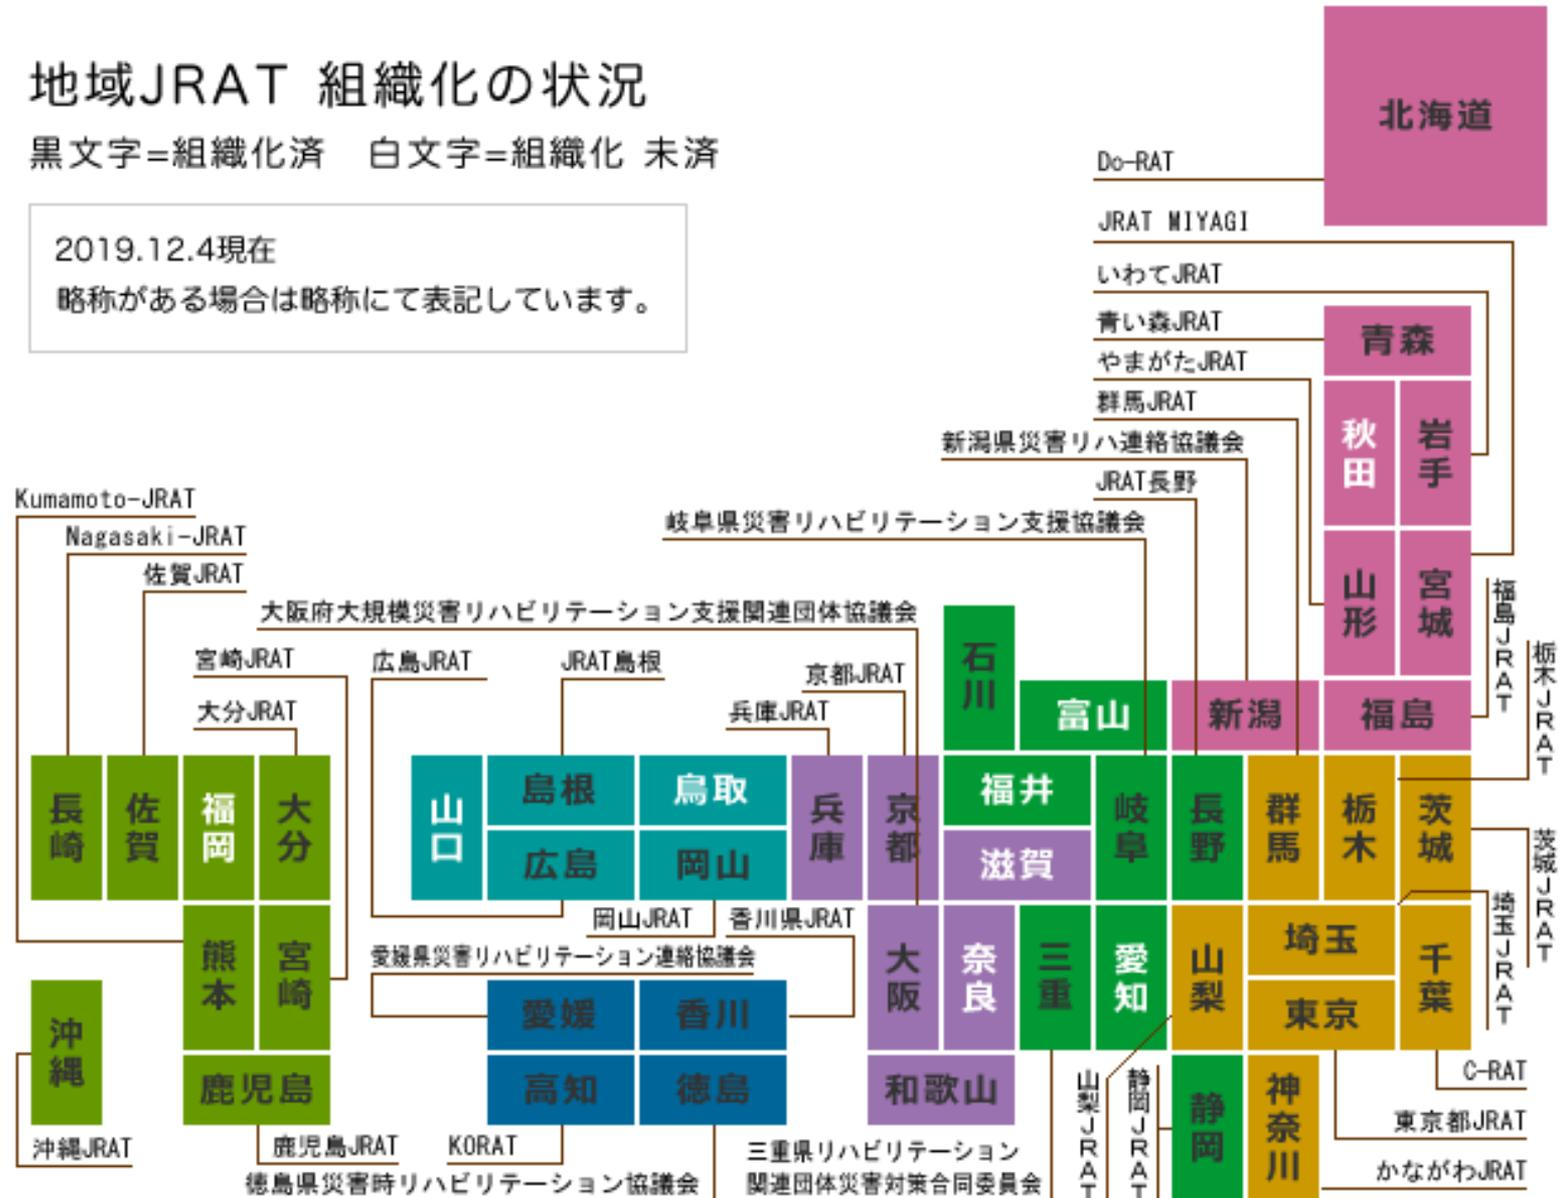 地域JRAT 組織化の状況
黒文字=組織化済 白文字=組織化 未済
2019.12.4現在
略称がある場合は略称にて表記しています。
北海道
Do-RAT
JRAT MIYAGI
いわてJRAT
青い森JRAT
青森
やまがたJRAT
群馬JRAT
秋田
岩手
新潟県災害リハ連絡協議会
JRAT長野
Kumamoto-JRAT
岐阜県災害リハビリテーション支援協議会
Nagasaki-JRAT
佐賀JRAT
山形
宮城
福島JRAT
大阪府大規模災害リハビリテーション支援関連団体協議会
石川
栃木JRAT
宮崎JRAT
広島JRAT
JRAT島根
京都JRAT
大分JRAT
兵庫JRAT
富山
新潟
福島
長崎
佐賀
福岡
大分
山口
島根
鳥取
兵庫
京都
福井
岐阜
長野
群馬
栃木
茨城
広島
岡山
滋賀
茨城JRAT
岡山JRAT
香川県JRAT
埼玉JRAT
熊本
宮崎
愛媛県災害リハビリテーション連絡協議会
大阪
奈良
三重
愛知
山梨
埼玉
千葉
沖縄
愛媛
香川
東京
鹿児島
高知
徳島
和歌山
山梨JRAT
静岡JRAT
静岡
神奈川
C-RAT
東京都JRAT
沖縄JRAT
鹿児島JRAT
KORAT
三重県リハビリテーション
関連団体災害対策合同委員会
かながわJRAT
徳島県災害時リハビリテーション協議会